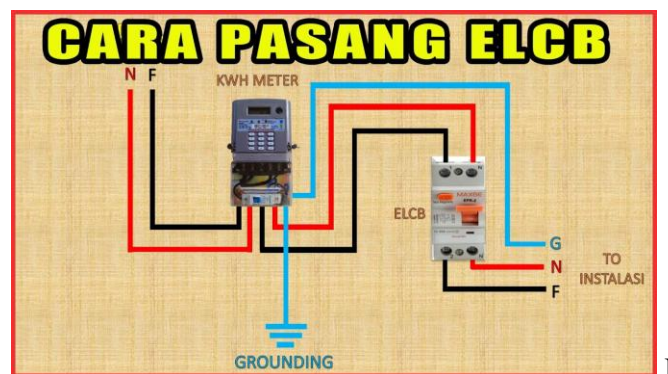 CARA PASANG ELCB
N F
KWH METER
N
ELCB
G
N
F
TO
INSTALASI
GROUNDING